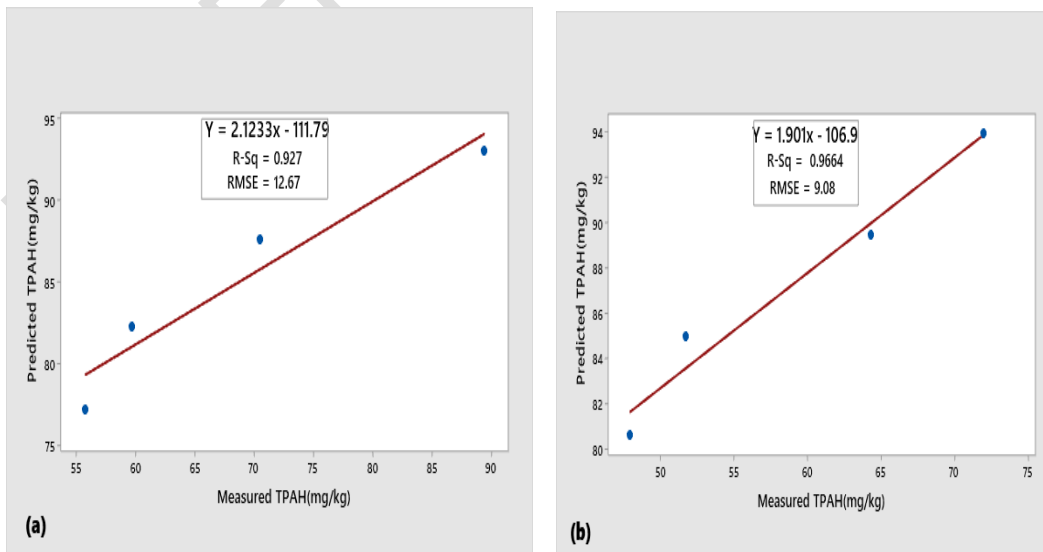 95
90
85
80
75
Predicted TPAH(mg/kg)
Y = 2.1233x - 111.79
R-Sq = 0.927
RMSE = 12.67
55 60 65 70 75 80 85 90
Measured TPAH(mg/kg)
(a)
94
92
90
88
86
84
82
80
Predicted TPAH(mg/kg)
Y = 1.901x - 106.9
R-Sq = 0.9664
RMSE = 9.08
50 55 60 65 70 75
Measured TPAH(mg/kg)
(b)